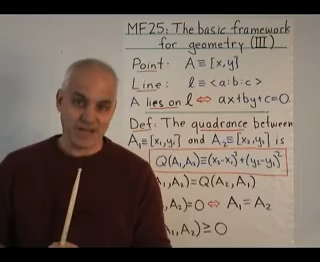 MF25: The basic framework
for geometry (III)
Point: A≡[x,y]
Line: ℓ≡<a:b:c>
A lies on ℓ ⇔ ax+by+c=0
Def: The quadrance between
A₁≡[x₁,y₁] and A₂≡[x₂,y₂] is
Q(A₁,A₂)≡(x₂-x₁)²+(y₂-y₁)²
A₁,A₂)=Q(A₂,A₁)
,A₂)=0 ⇔ A₁=A₂
A₁,A₂)≥0